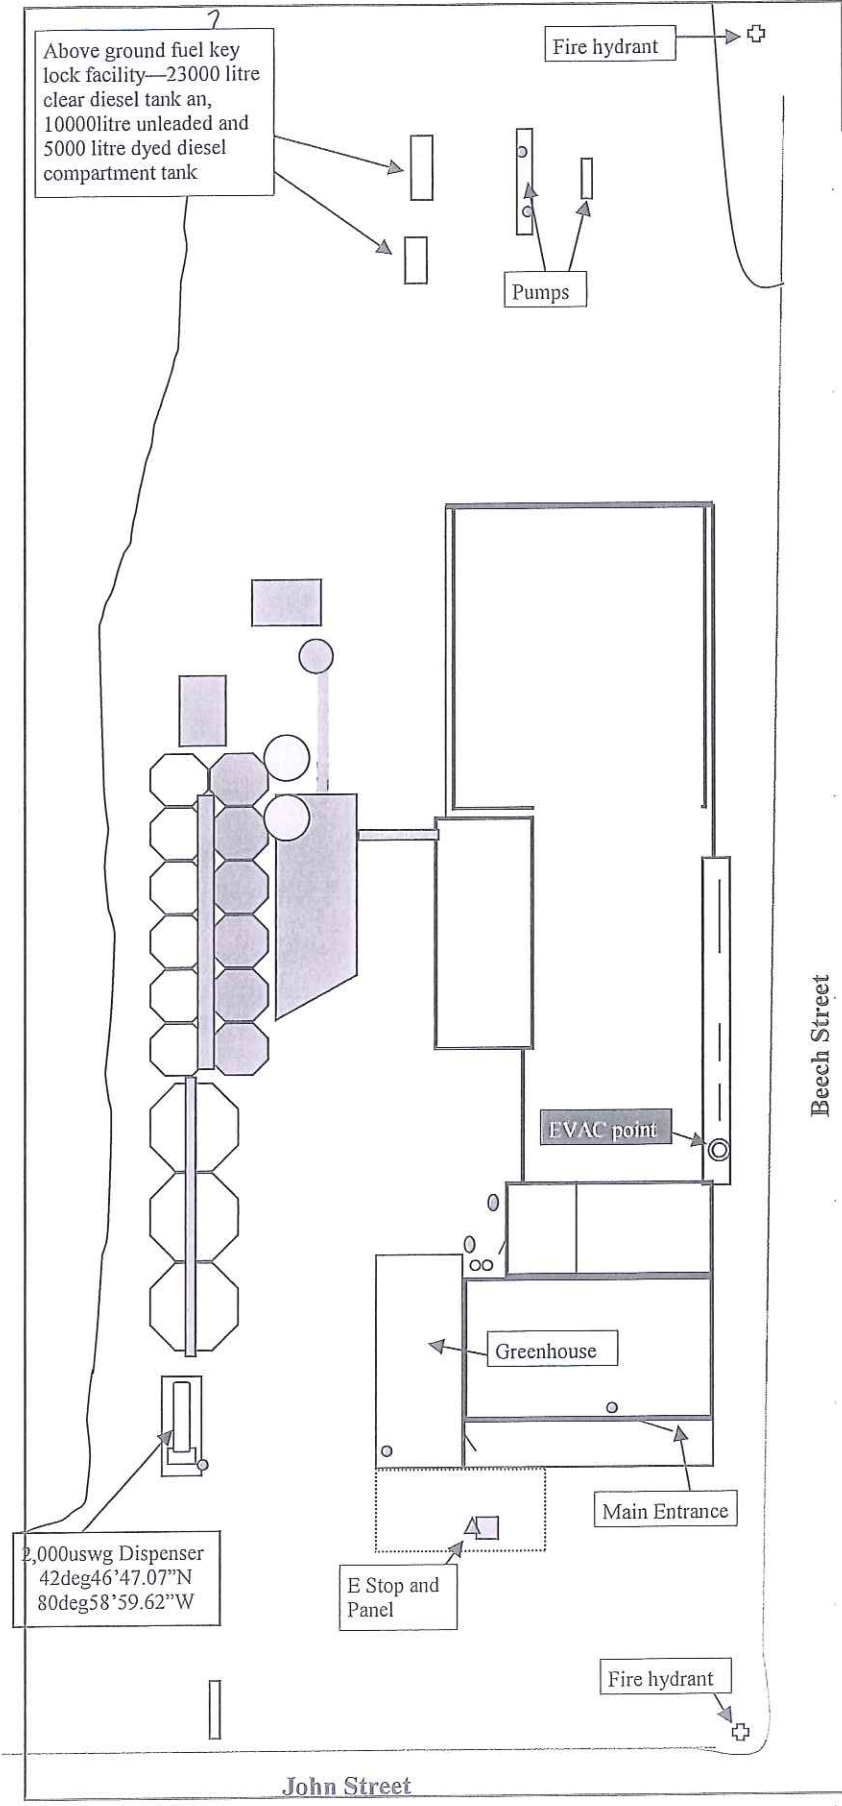 Above ground fuel key
lock facility—23000 litre
clear diesel tank an,
10000litre unleaded and
5000 litre dyed diesel
compartment tank
Fire hydrant
Pumps
Beech Street
EVAC point
Greenhouse
Main Entrance
2,000uswg Dispenser
42deg46'47.07"N
80deg58'59.62"W
E Stop and
Panel
Fire hydrant
John Street